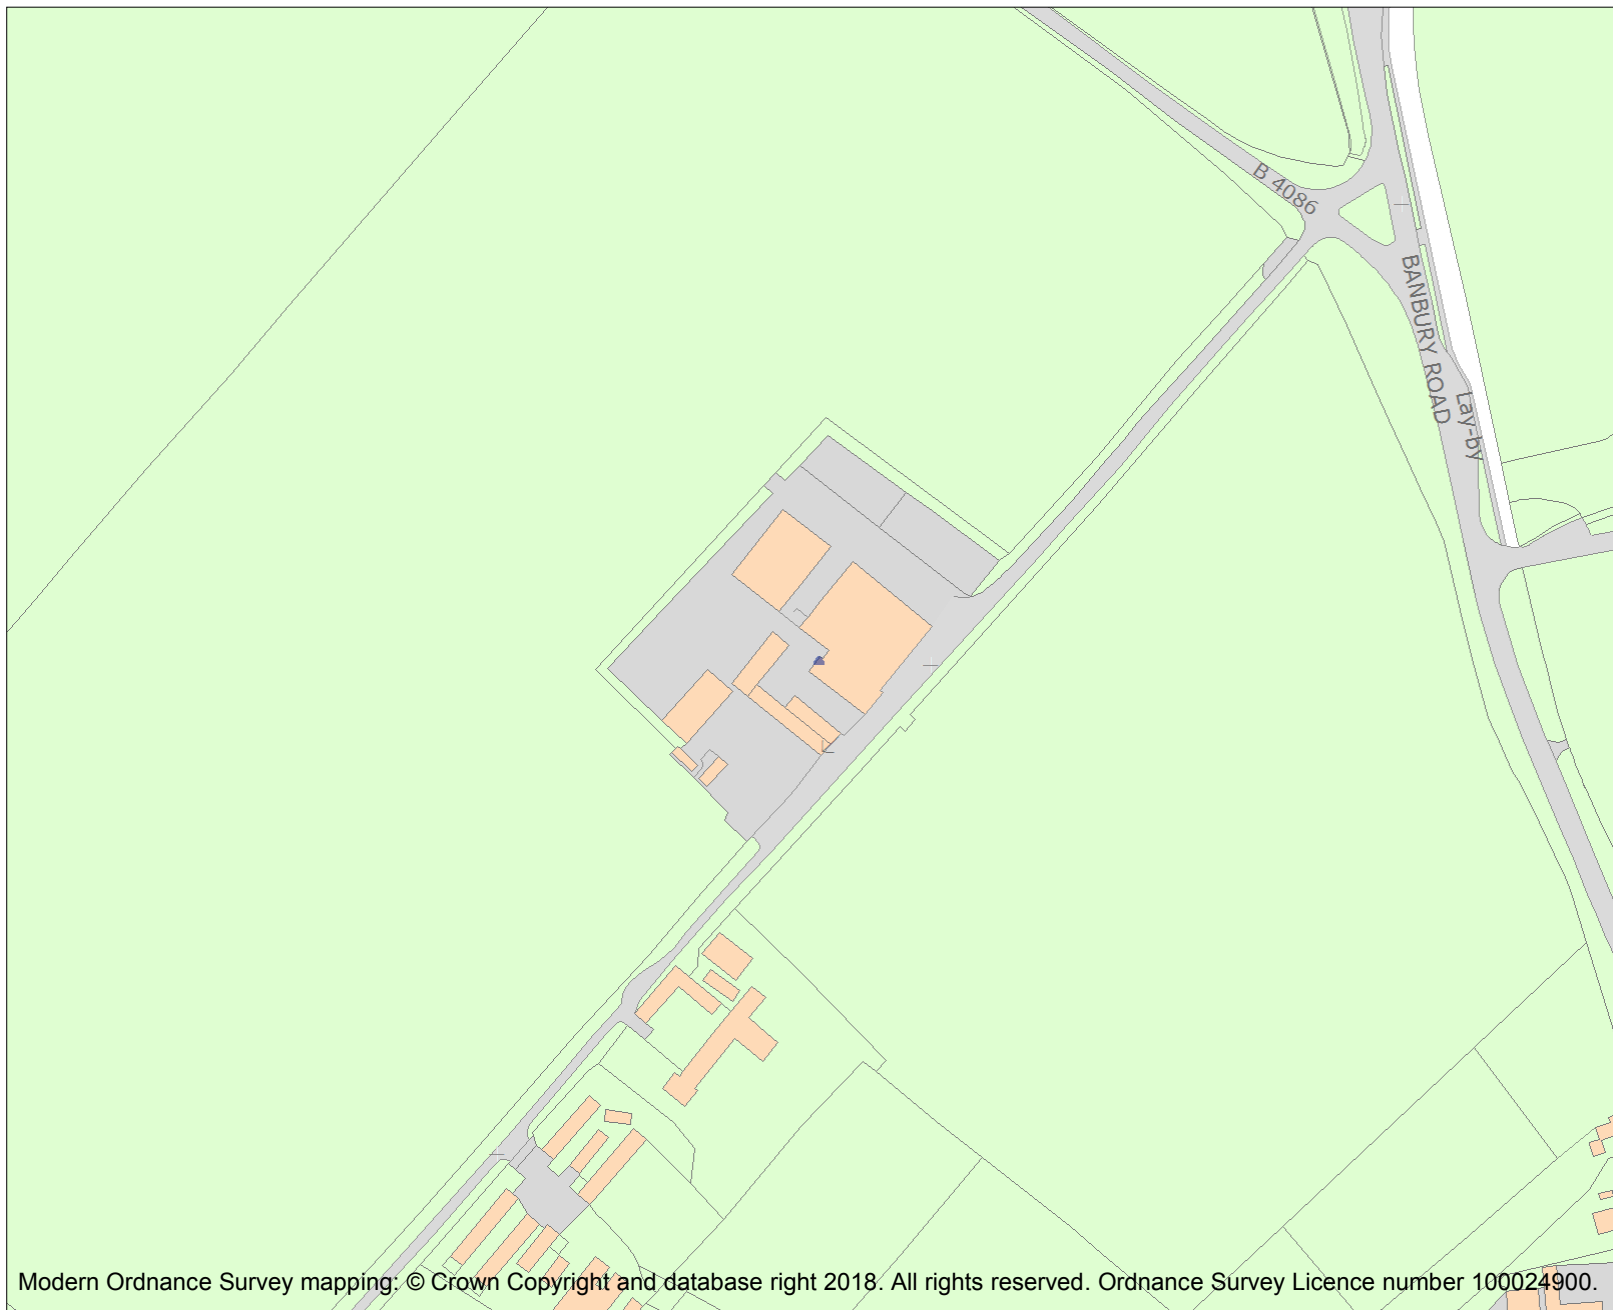 B 4086
BANBURY ROAD
Lay-by
Modern Ordnance Survey mapping: © Crown Copyright and database right 2018. All rights reserved. Ordnance Survey Licence number 100024900.